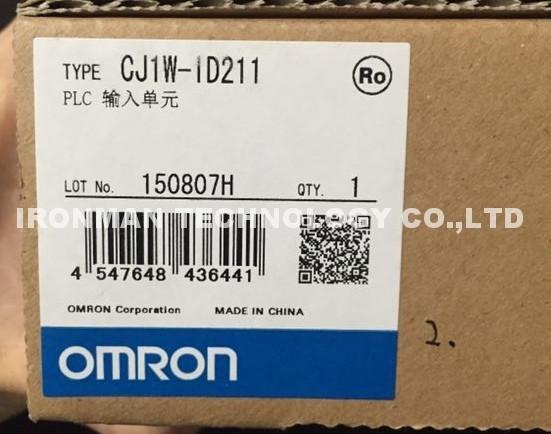 TYPE CJ1W-ID211
Ro
PLC 输入单元
LOT No. 150807H QTY. 1
IRONMAN TECHNOLOGY CO.,LTD
4 547648 436441
OMRON Corporation MADE IN CHINA
OMRON
2.